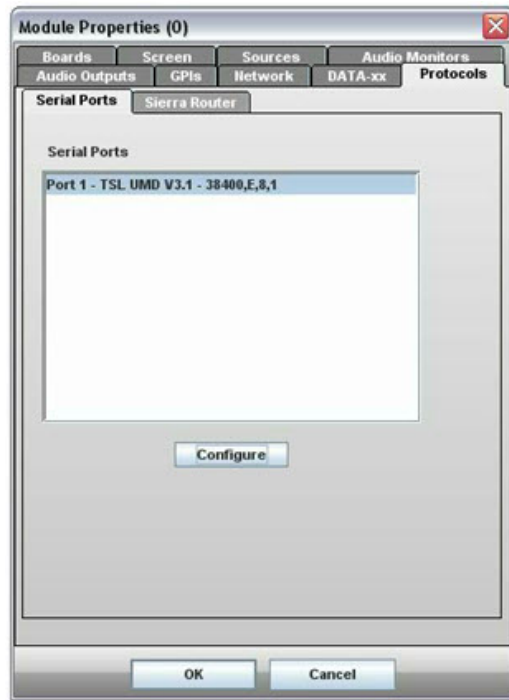 Module Properties (0)
Boards Screen Sources Audio Monitors
Audio Outputs GPIs Network DATA-xx Protocols
Serial Ports Sierra Router
Serial Ports
Port 1 - TSL UMD V3.1 - 38400,E,8,1
Configure
OK Cancel